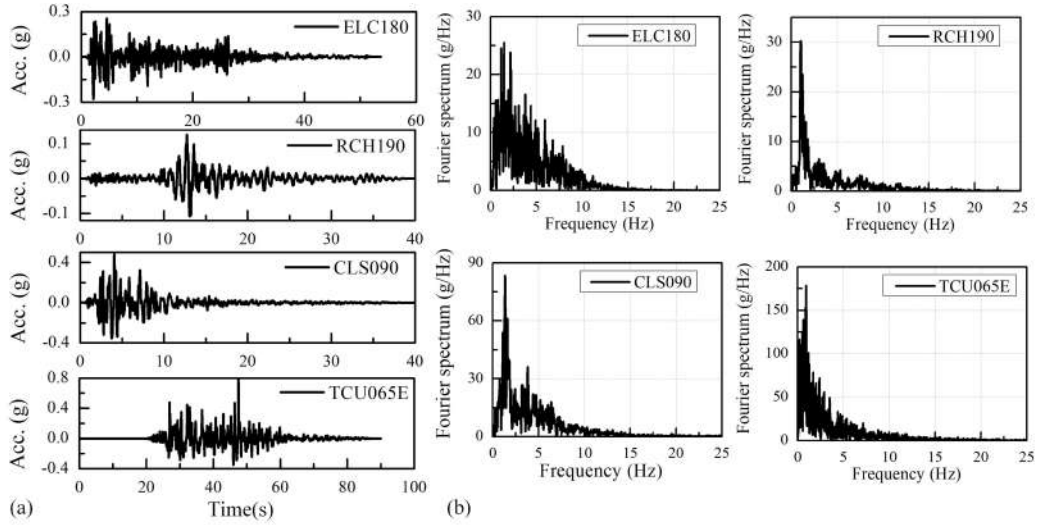 0.3
0.0
-0.3
Acc. (g)
ELC180
0 20 40 60
0.1
0.0
-0.1
Acc. (g)
RCH190
0 10 20 30 40
0.4
0.0
-0.4
Acc. (g)
CLS090
0 10 20 30 40
0.8
0.4
0.0
-0.4
Acc. (g)
TCU065E
0 20 40 60 80 100
Time(s)
(a)
Fourier spectrum (g/Hz)
40
30
20
10
0
ELC180
0 5 10 15 20 25
Frequency (Hz)
Fourier spectrum (g/Hz)
30
20
10
0
RCH190
0 5 10 15 20 25
Frequency (Hz)
Fourier spectrum (g/Hz)
90
60
30
0
CLS090
0 5 10 15 20 25
Frequency (Hz)
Fourier spectrum (g/Hz)
200
150
100
50
0
TCU065E
0 5 10 15 20 25
Frequency (Hz)
(b)